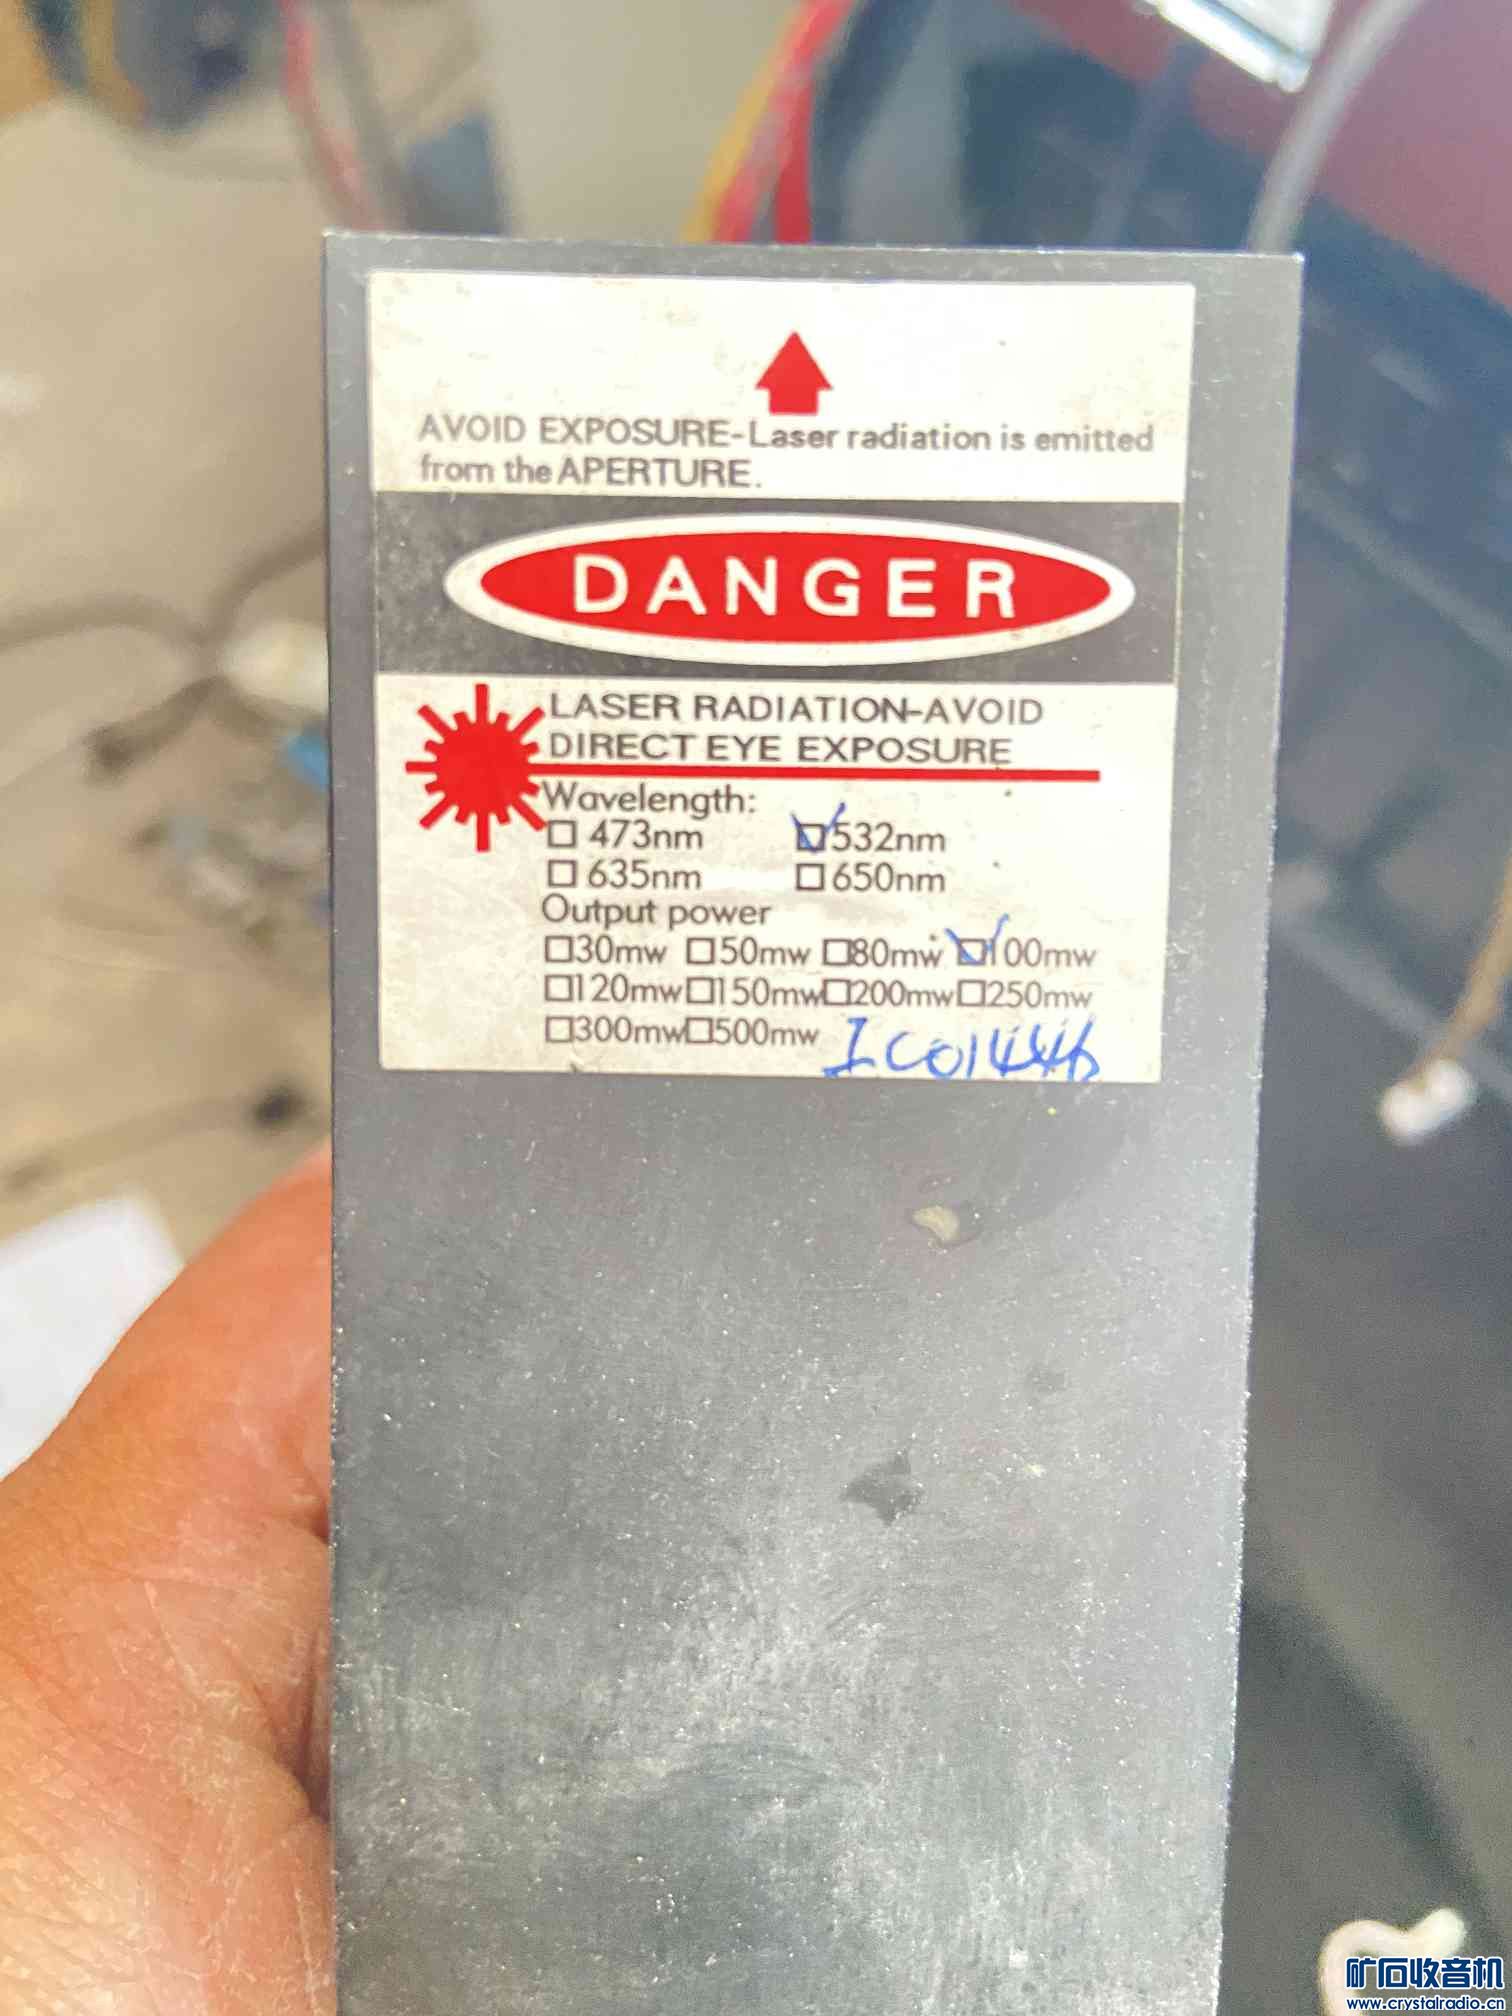 AVOID EXPOSURE-Laser radiation is emitted
from the APERTURE.
DANGER
LASER RADIATION-AVOID
DIRECT EYE EXPOSURE
Wavelength:
☐ 473nm ☑ 532nm
☐ 635nm ☐ 650nm
Output power
☐30mw ☐50mw ☐80mw ☑100mw
☐120mw ☐150mw ☐200mw ☐250mw
☐300mw ☐500mw IC01446
矿石收音机
www.crystalradio.cn